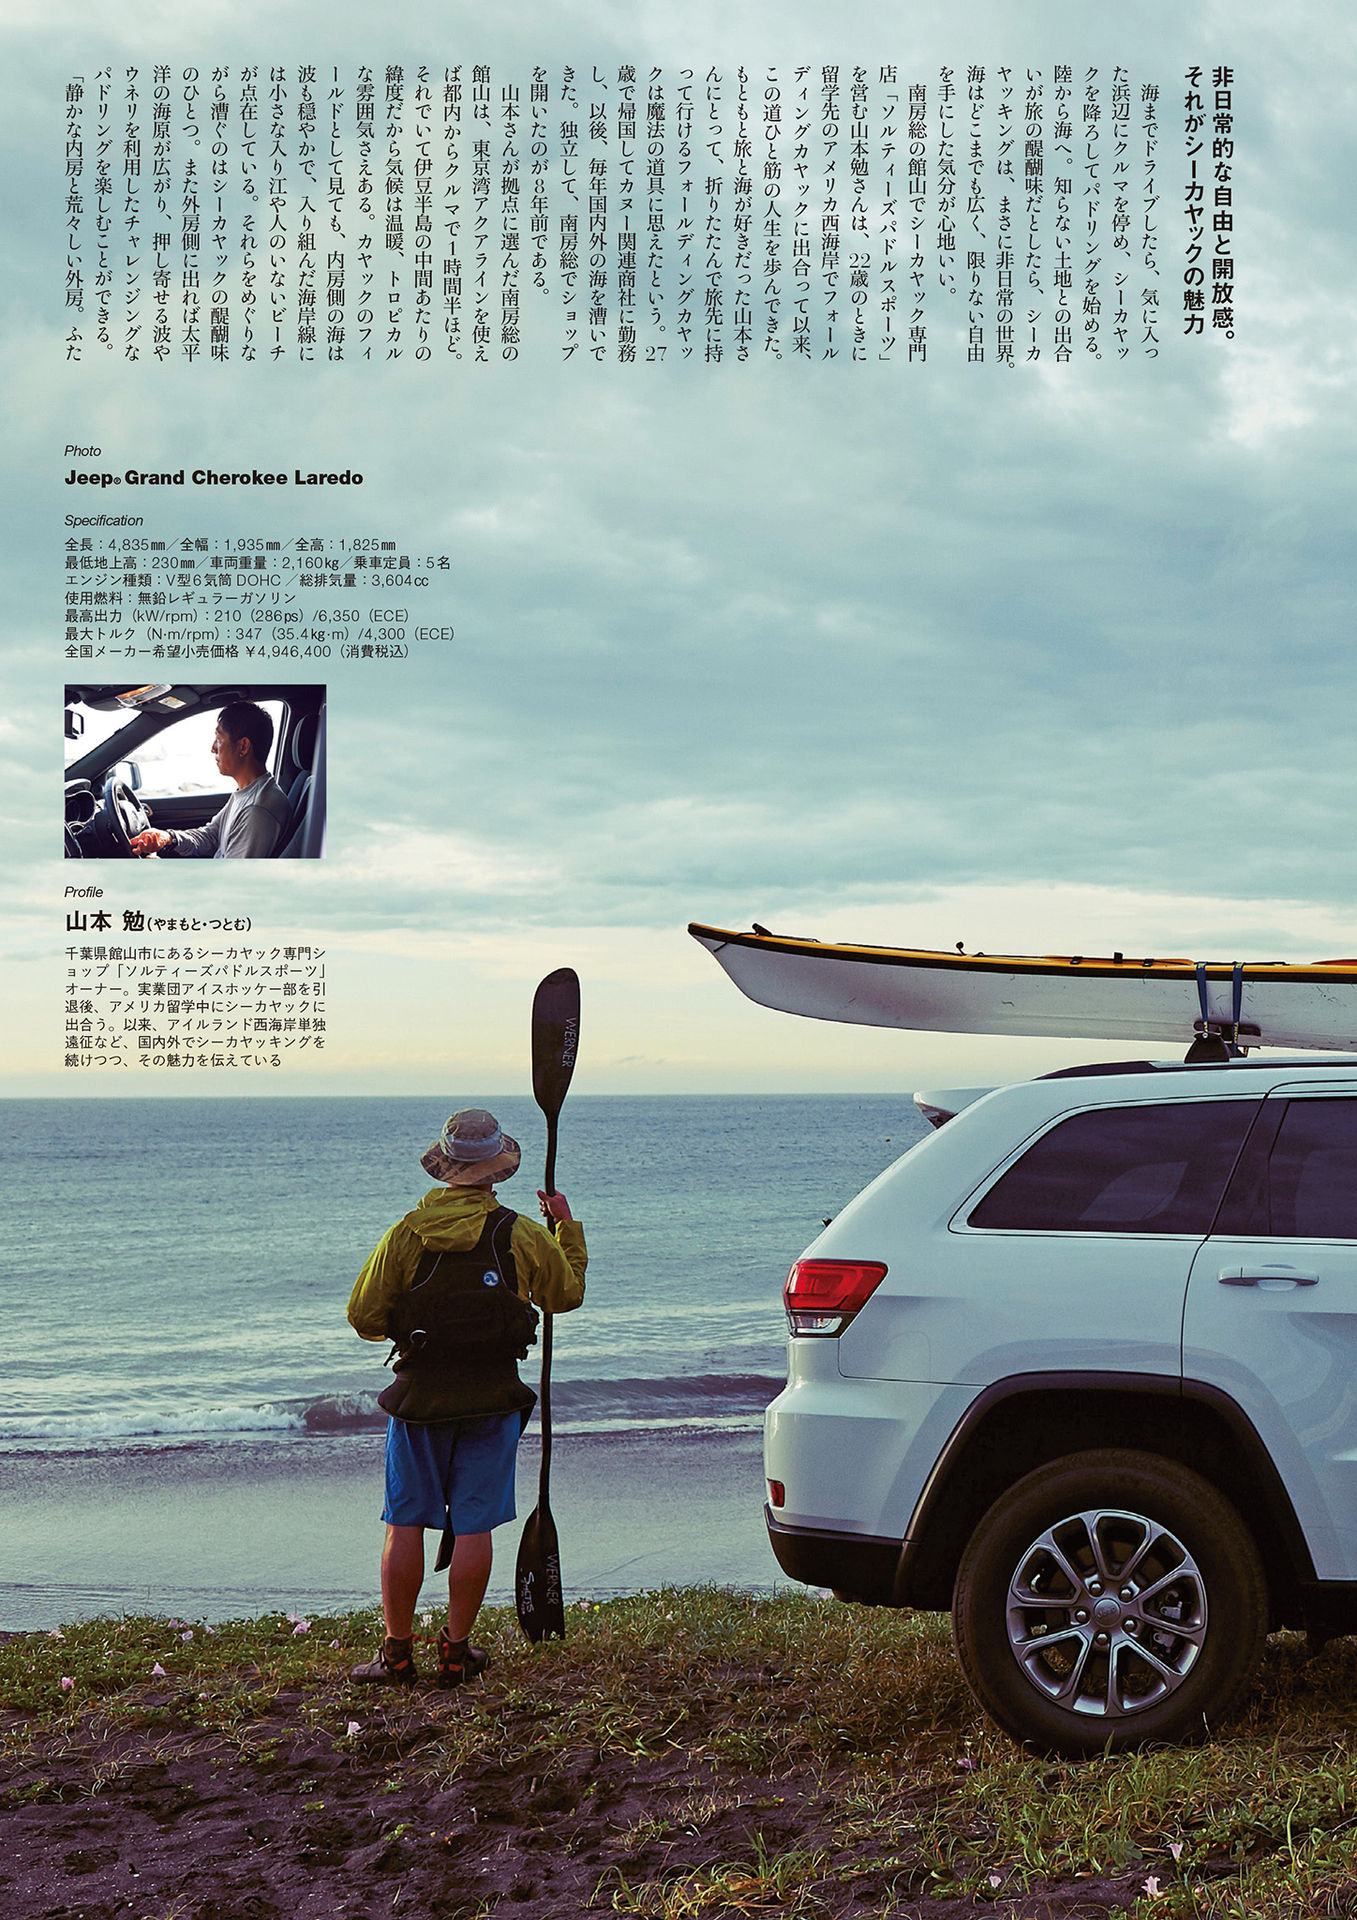 非日常的な自由と開放感。
それがシーカヤックの魅力
海までドライブしたら、気に入っ
た浜辺にクルマを停め、シーカヤッ
クを降ろしてパドリングを始める。
陸から海へ。知らない土地との出合
いが旅の醍醐味だとしたら、シーカ
ヤッキングは、まさに非日常の世界。
海はどこまでも広く、限りない自由
を手にした気分が心地いい。
南房総の館山でシーカヤック専門
店「ソルティーズパドルスポーツ」
を営む山本勉さんは、22歳のときに
留学先のアメリカ西海岸でフォール
ディングカヤックに出合って以来、
この道ひと筋の人生を歩んできた。
もともと旅と海が好きだった山本さ
んにとって、折りたたんで旅先に持
って行けるフォールディングカヤッ
クは魔法の道具に思えたという。27
歳で帰国してカヌー関連商社に勤務
し、以後、毎年国内外の海を漕いで
きた。独立して、南房総でショップ
を開いたのが8年前である。
山本さんが拠点に選んだ南房総の
館山は、東京湾アクアラインを使え
ば都内からクルマで1時間半ほど。
それでいて伊豆半島の中間あたりの
緯度だから気候は温暖、トロピカル
な雰囲気さえある。カヤックのフィ
ールドとして見ても、内房側の海は
波も穏やかで、入り組んだ海岸線に
は小さな入り江や人のいないビーチ
が点在している。それらをめぐりな
がら漕ぐのはシーカヤックの醍醐味
のひとつ。また外房側に出れば太平
洋の海原が広がり、押し寄せる波や
ウネリを利用したチャレンジングな
パドリングを楽しむことができる。
「静かな内房と荒々しい外房。ふた
Photo
Jeep® Grand Cherokee Laredo
Specification
全長：4,835㎜／全幅：1,935㎜／全高：1,825㎜
最低地上高：230㎜／車両重量：2,160㎏／乗車定員：5名
エンジン種類：V型6気筒 DOHC ／総排気量：3,604㏄
使用燃料：無鉛レギュラーガソリン
最高出力（kW/rpm）：210（286ps）/6,350（ECE）
最大トルク（N·m/rpm）：347（35.4㎏·m）/4,300（ECE）
全国メーカー希望小売価格 ￥4,946,400（消費税込）
Profile
山本 勉(やまもと・つとむ)
千葉県館山市にあるシーカヤック専門シ
ョップ「ソルティーズパドルスポーツ」
オーナー。実業団アイスホッケー部を引
退後、アメリカ留学中にシーカヤックに
出合う。以来、アイルランド西海岸単独
遠征など、国内外でシーカヤッキングを
続けつつ、その魅力を伝えている
WERNER
WERNER